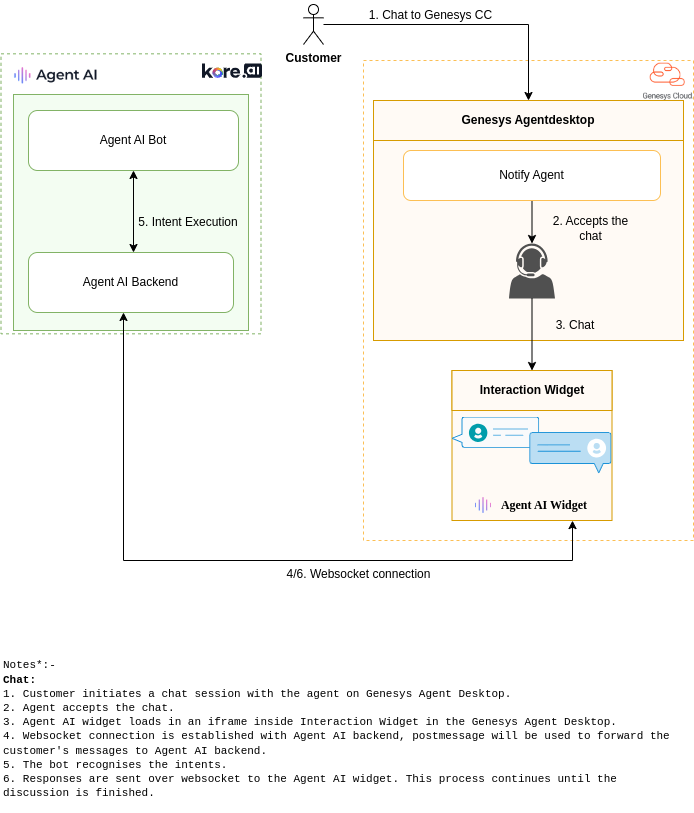 1. Chat to Genesys CC
Customer
Agent AI
kore.ai
Genesys Cloud
Genesys Agentdesktop
Agent AI Bot
Notify Agent
5. Intent Execution
2. Accepts the
chat
Agent AI Backend
3. Chat
Interaction Widget
Agent AI Widget
4/6. Websocket connection
Notes*:-
Chat:
1. Customer initiates a chat session with the agent on Genesys Agent Desktop.
2. Agent accepts the chat.
3. Agent AI widget loads in an iframe inside Interaction Widget in the Genesys Agent Desktop.
4. Websocket connection is established with Agent AI backend, postmessage will be used to forward the
customer's messages to Agent AI backend.
5. The bot recognises the intents.
6. Responses are sent over websocket to the Agent AI widget. This process continues until the
discussion is finished.